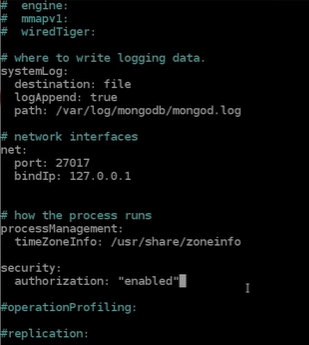 #  engine:
#  mmapv1:
#  wiredTiger:
# where to write logging data.
systemLog:
  destination: file
  logAppend: true
  path: /var/log/mongodb/mongod.log
# network interfaces
net:
  port: 27017
  bindIp: 127.0.0.1
# how the process runs
processManagement:
  timeZoneInfo: /usr/share/zoneinfo
security:
  authorization: "enabled"
#operationProfiling:
#replication: